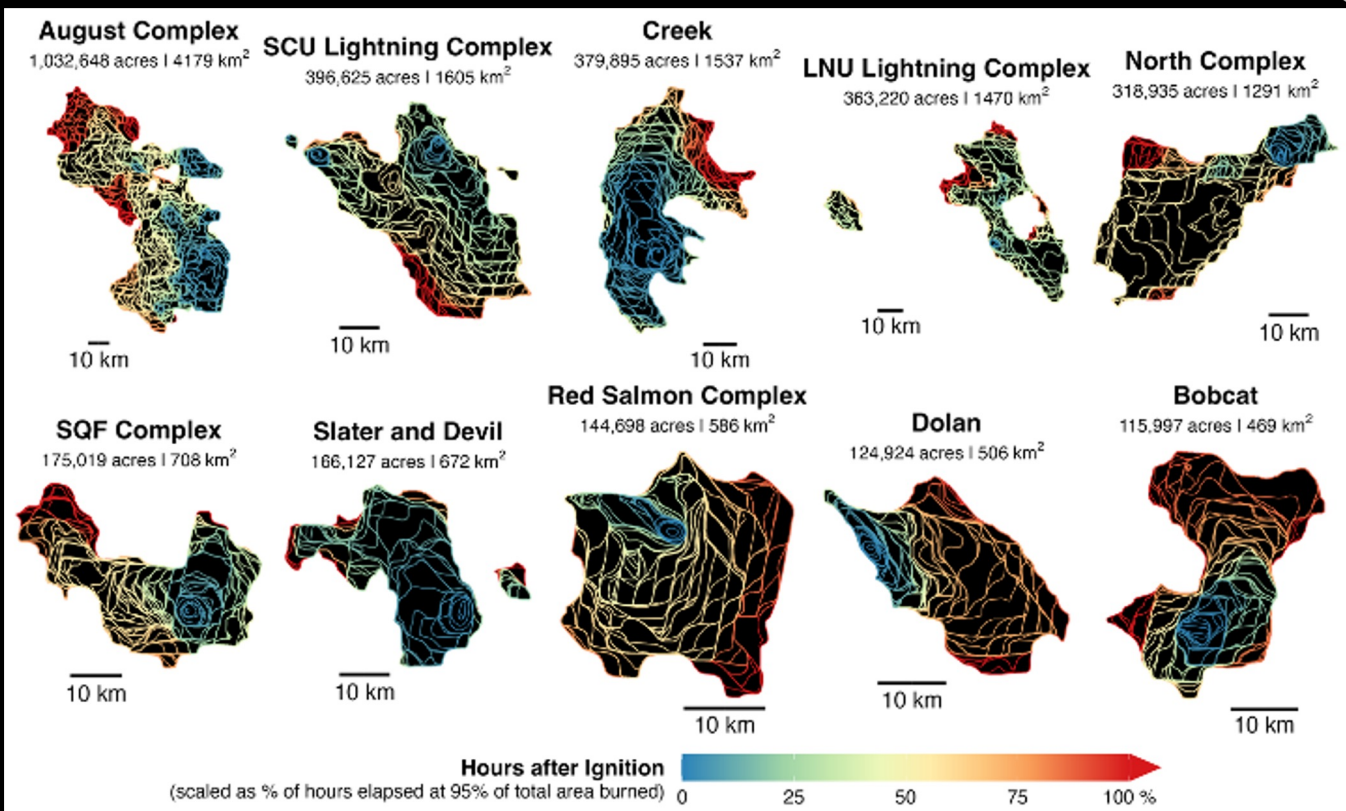 August Complex
1,032,648 acres | 4179 km²
SCU Lightning Complex
396,625 acres | 1605 km²
Creek
379,895 acres | 1537 km²
LNU Lightning Complex
363,220 acres | 1470 km²
North Complex
318,935 acres | 1291 km²
10 km
10 km
10 km
10 km
10 km
SQF Complex
175,019 acres | 708 km²
Slater and Devil
166,127 acres | 672 km²
Red Salmon Complex
144,698 acres | 586 km²
Dolan
124,924 acres | 506 km²
Bobcat
115,997 acres | 469 km²
10 km
10 km
10 km
10 km
10 km
Hours after Ignition
(scaled as % of hours elapsed at 95% of total area burned)
0 25 50 75 100 %